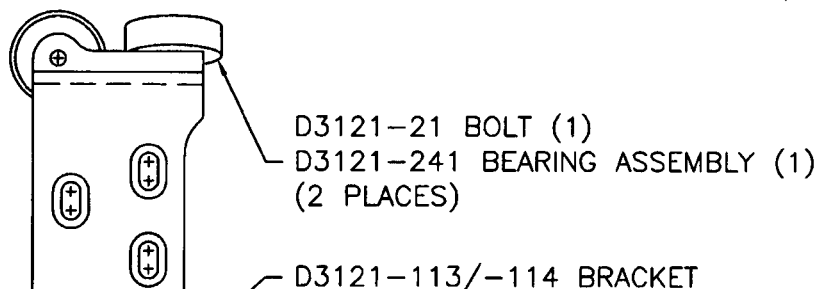 D3121-21 BOLT (1)
D3121-241 BEARING ASSEMBLY (1)
(2 PLACES)
D3121-113/-114 BRACKET